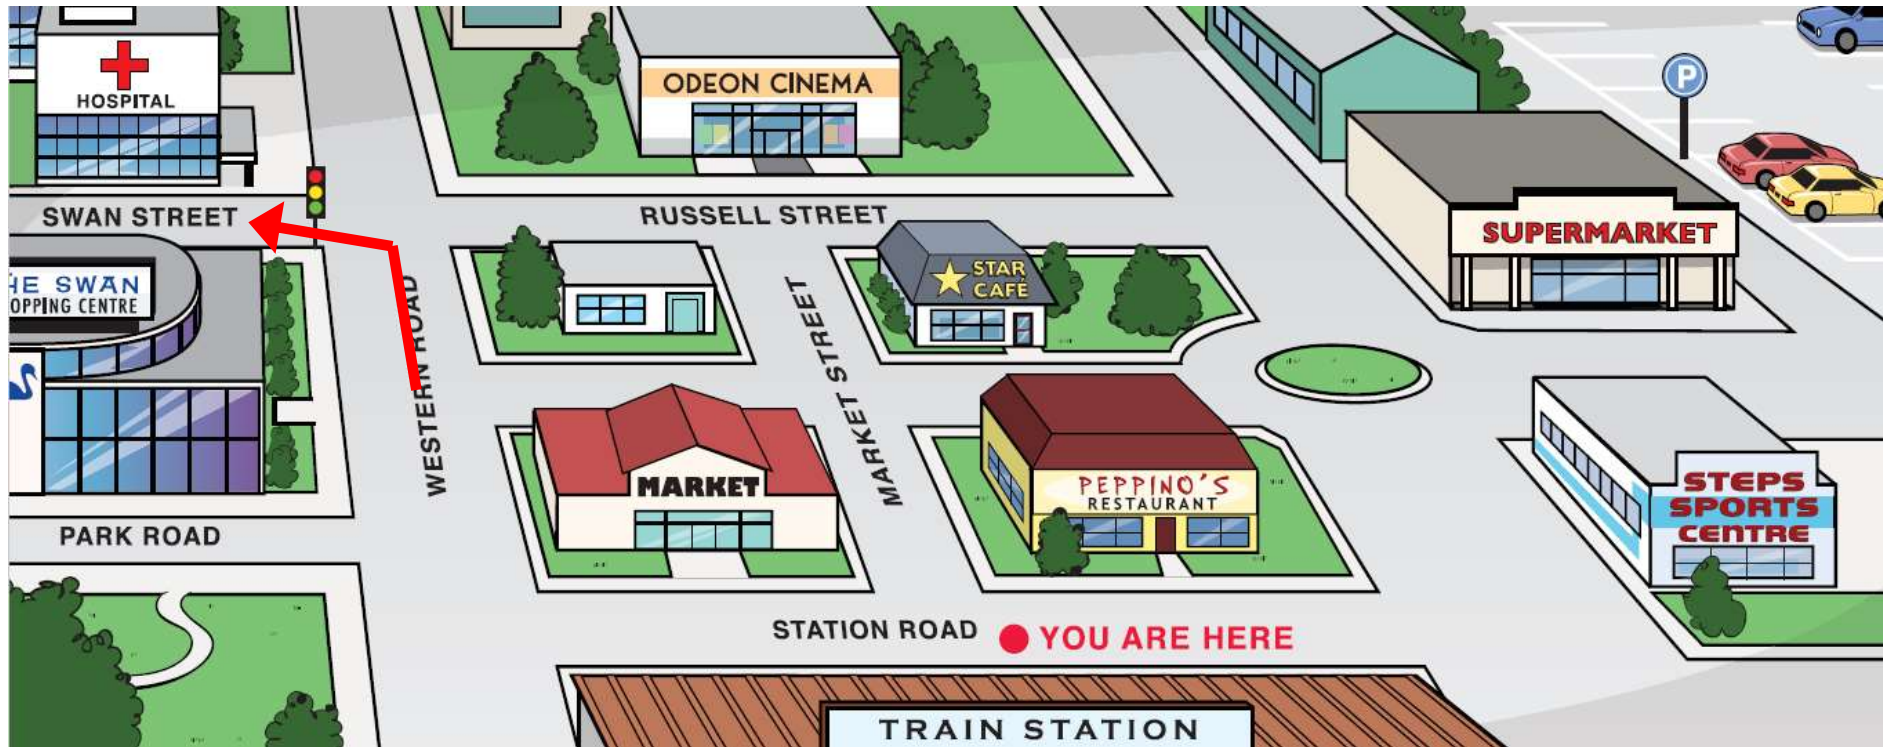 HOSPITAL
ODEON CINEMA
P
SWAN STREET
RUSSELL STREET
SUPERMARKET
STAR
CAFÉ
HE SWAN
OPPING CENTRE
WESTERN ROAD
MARKET STREET
MARKET
PEPPINO'S
RESTAURANT
STEPS
SPORTS
CENTRE
PARK ROAD
STATION ROAD
YOU ARE HERE
TRAIN STATION